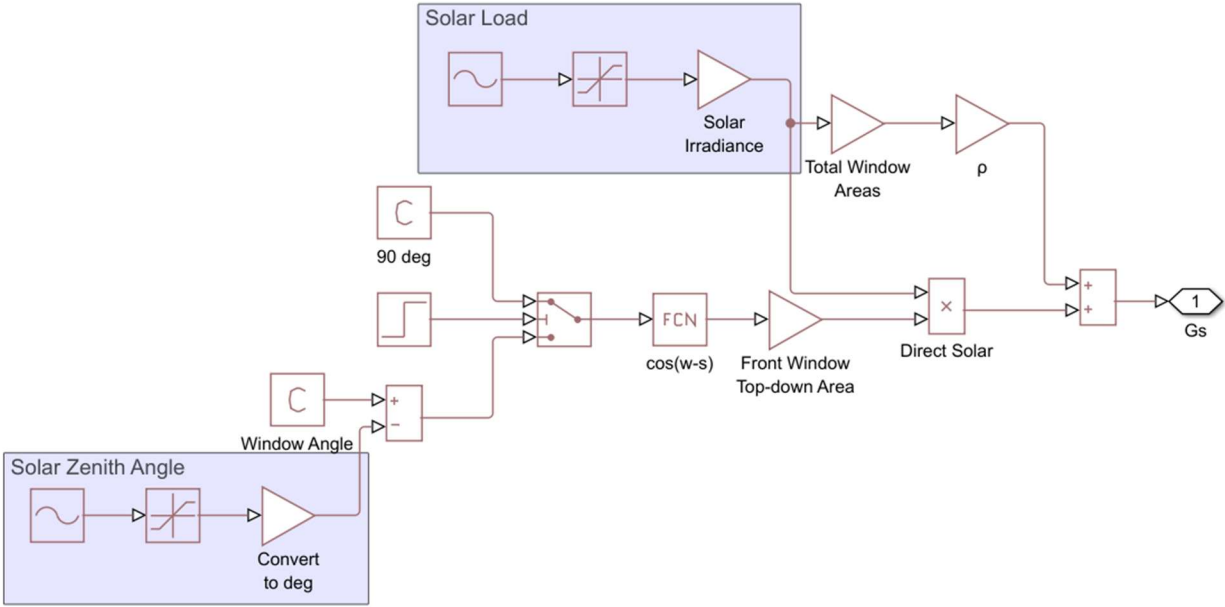 Solar Load
Solar
Irradiance
Total Window
Areas
ρ
C
90 deg
+
+
1
Gs
×
Direct Solar
FCN
cos(w-s)
Front Window
Top-down Area
C
+
−
Window Angle
Solar Zenith Angle
Convert
to deg